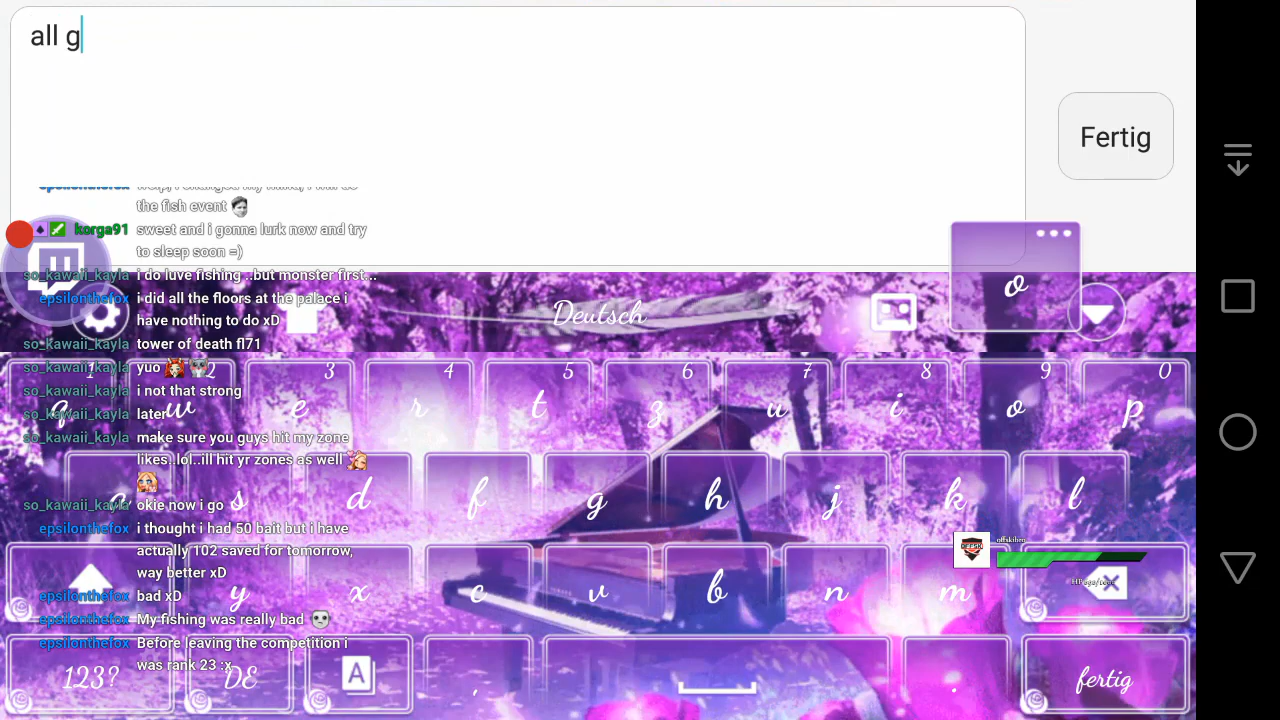 all g
Fertig
epsilonthefox
the fish event
korga91 sweet and i gonna lurk now and try
to sleep soon =)
so_kawaii_kayla i do luve fishing ..but monster first...
epsilonthefox i did all the floors at the palace i
have nothing to do xD
Deutsch
o
so_kawaii_kayla tower of death fl71
so_kawaii_kayla yuo
so_kawaii_kayla i not that strong
so_kawaii_kayla later
so_kawaii_kayla make sure you guys hit my zone
likes..lol..ill hit yr zones as well
so_kawaii_kayla okie now i go
epsilonthefox i thought i had 50 bait but i have
actually 102 saved for tomorrow,
way better xD
epsilonthefox bad xD
epsilonthefox My fishing was really bad
epsilonthefox Before leaving the competition i
was rank 23 :x
1 2 3 4 5 6 7 8 9 0
q w e r t z u i o p
a s d f g h j k l
offskibro
OFFSK
y x c v b n m
123? DE A , . fertig